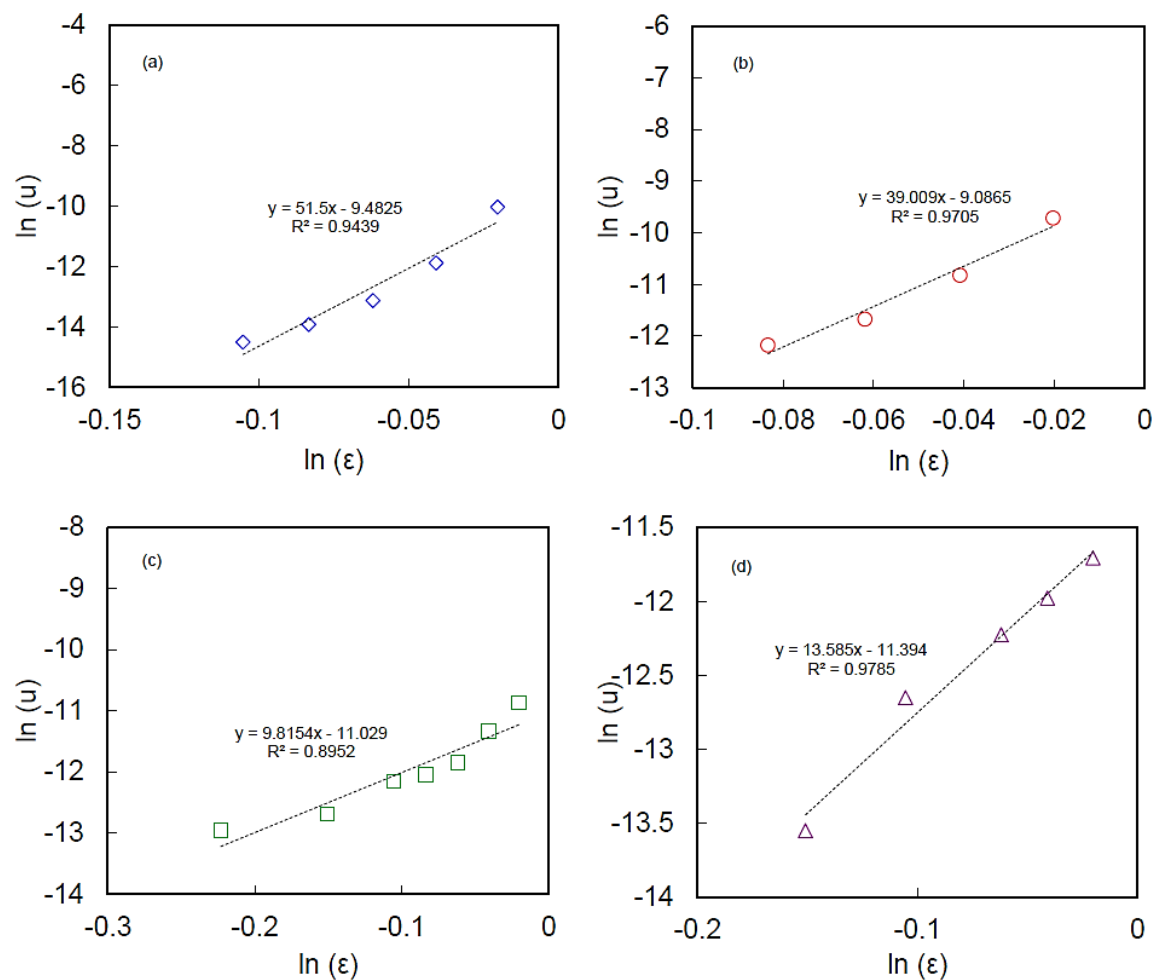 -4
-6
(a)
-8
ln (u)
-10
y = 51.5x - 9.4825
R² = 0.9439
-12
-14
-16
-0.15 -0.1 -0.05 0
ln (ε)
-6
(b)
-7
-8
ln (u)
-9
y = 39.009x - 9.0865
R² = 0.9705
-10
-11
-12
-13
-0.1 -0.08 -0.06 -0.04 -0.02 0
ln (ε)
-8
(c)
-9
-10
ln (u)
-11
y = 9.8154x - 11.029
R² = 0.8952
-12
-13
-14
-0.3 -0.2 -0.1 0
ln (ε)
-11.5
(d)
-12
y = 13.585x - 11.394
R² = 0.9785
-12.5
ln (u)
-13
-13.5
-14
-0.2 -0.1 0
ln (ε)